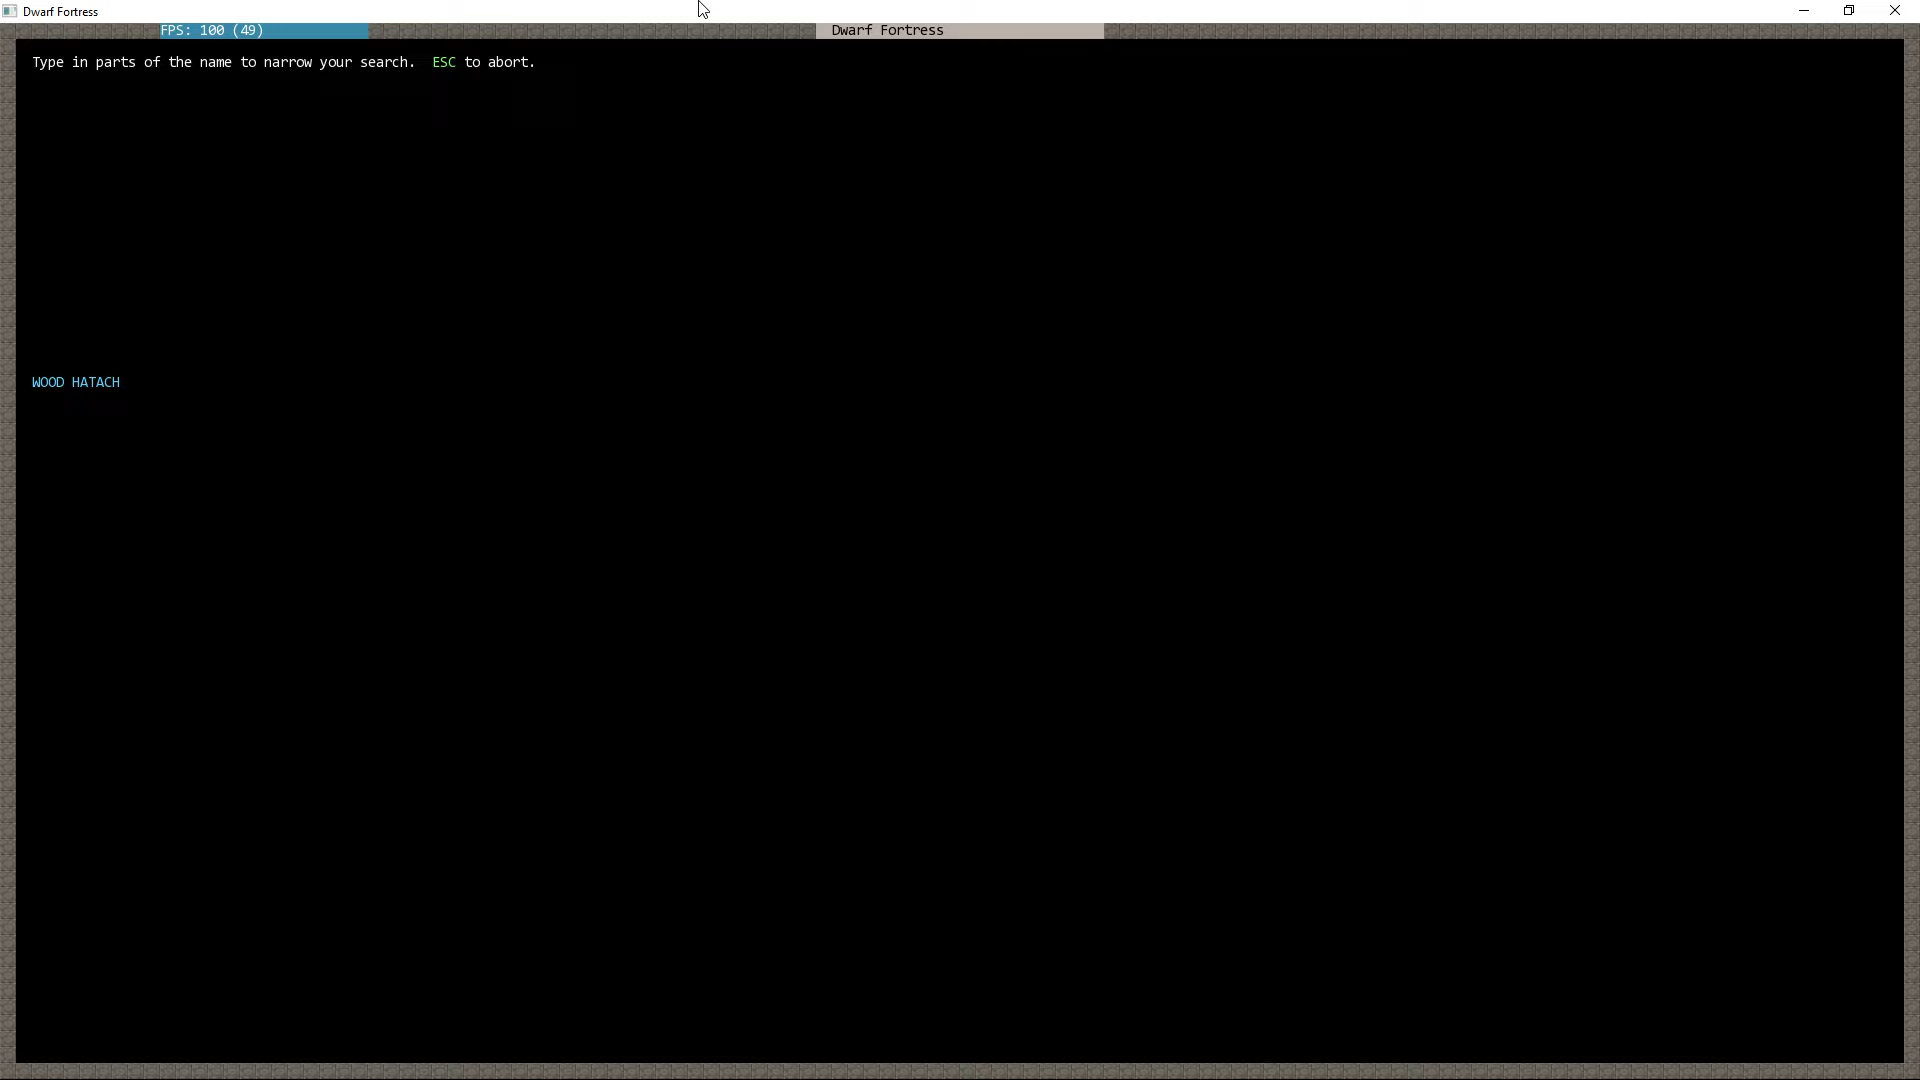 Dwarf Fortress
FPS: 100 (49)
Dwarf Fortress
Type in parts of the name to narrow your search.  ESC to abort.
WOOD HATACH